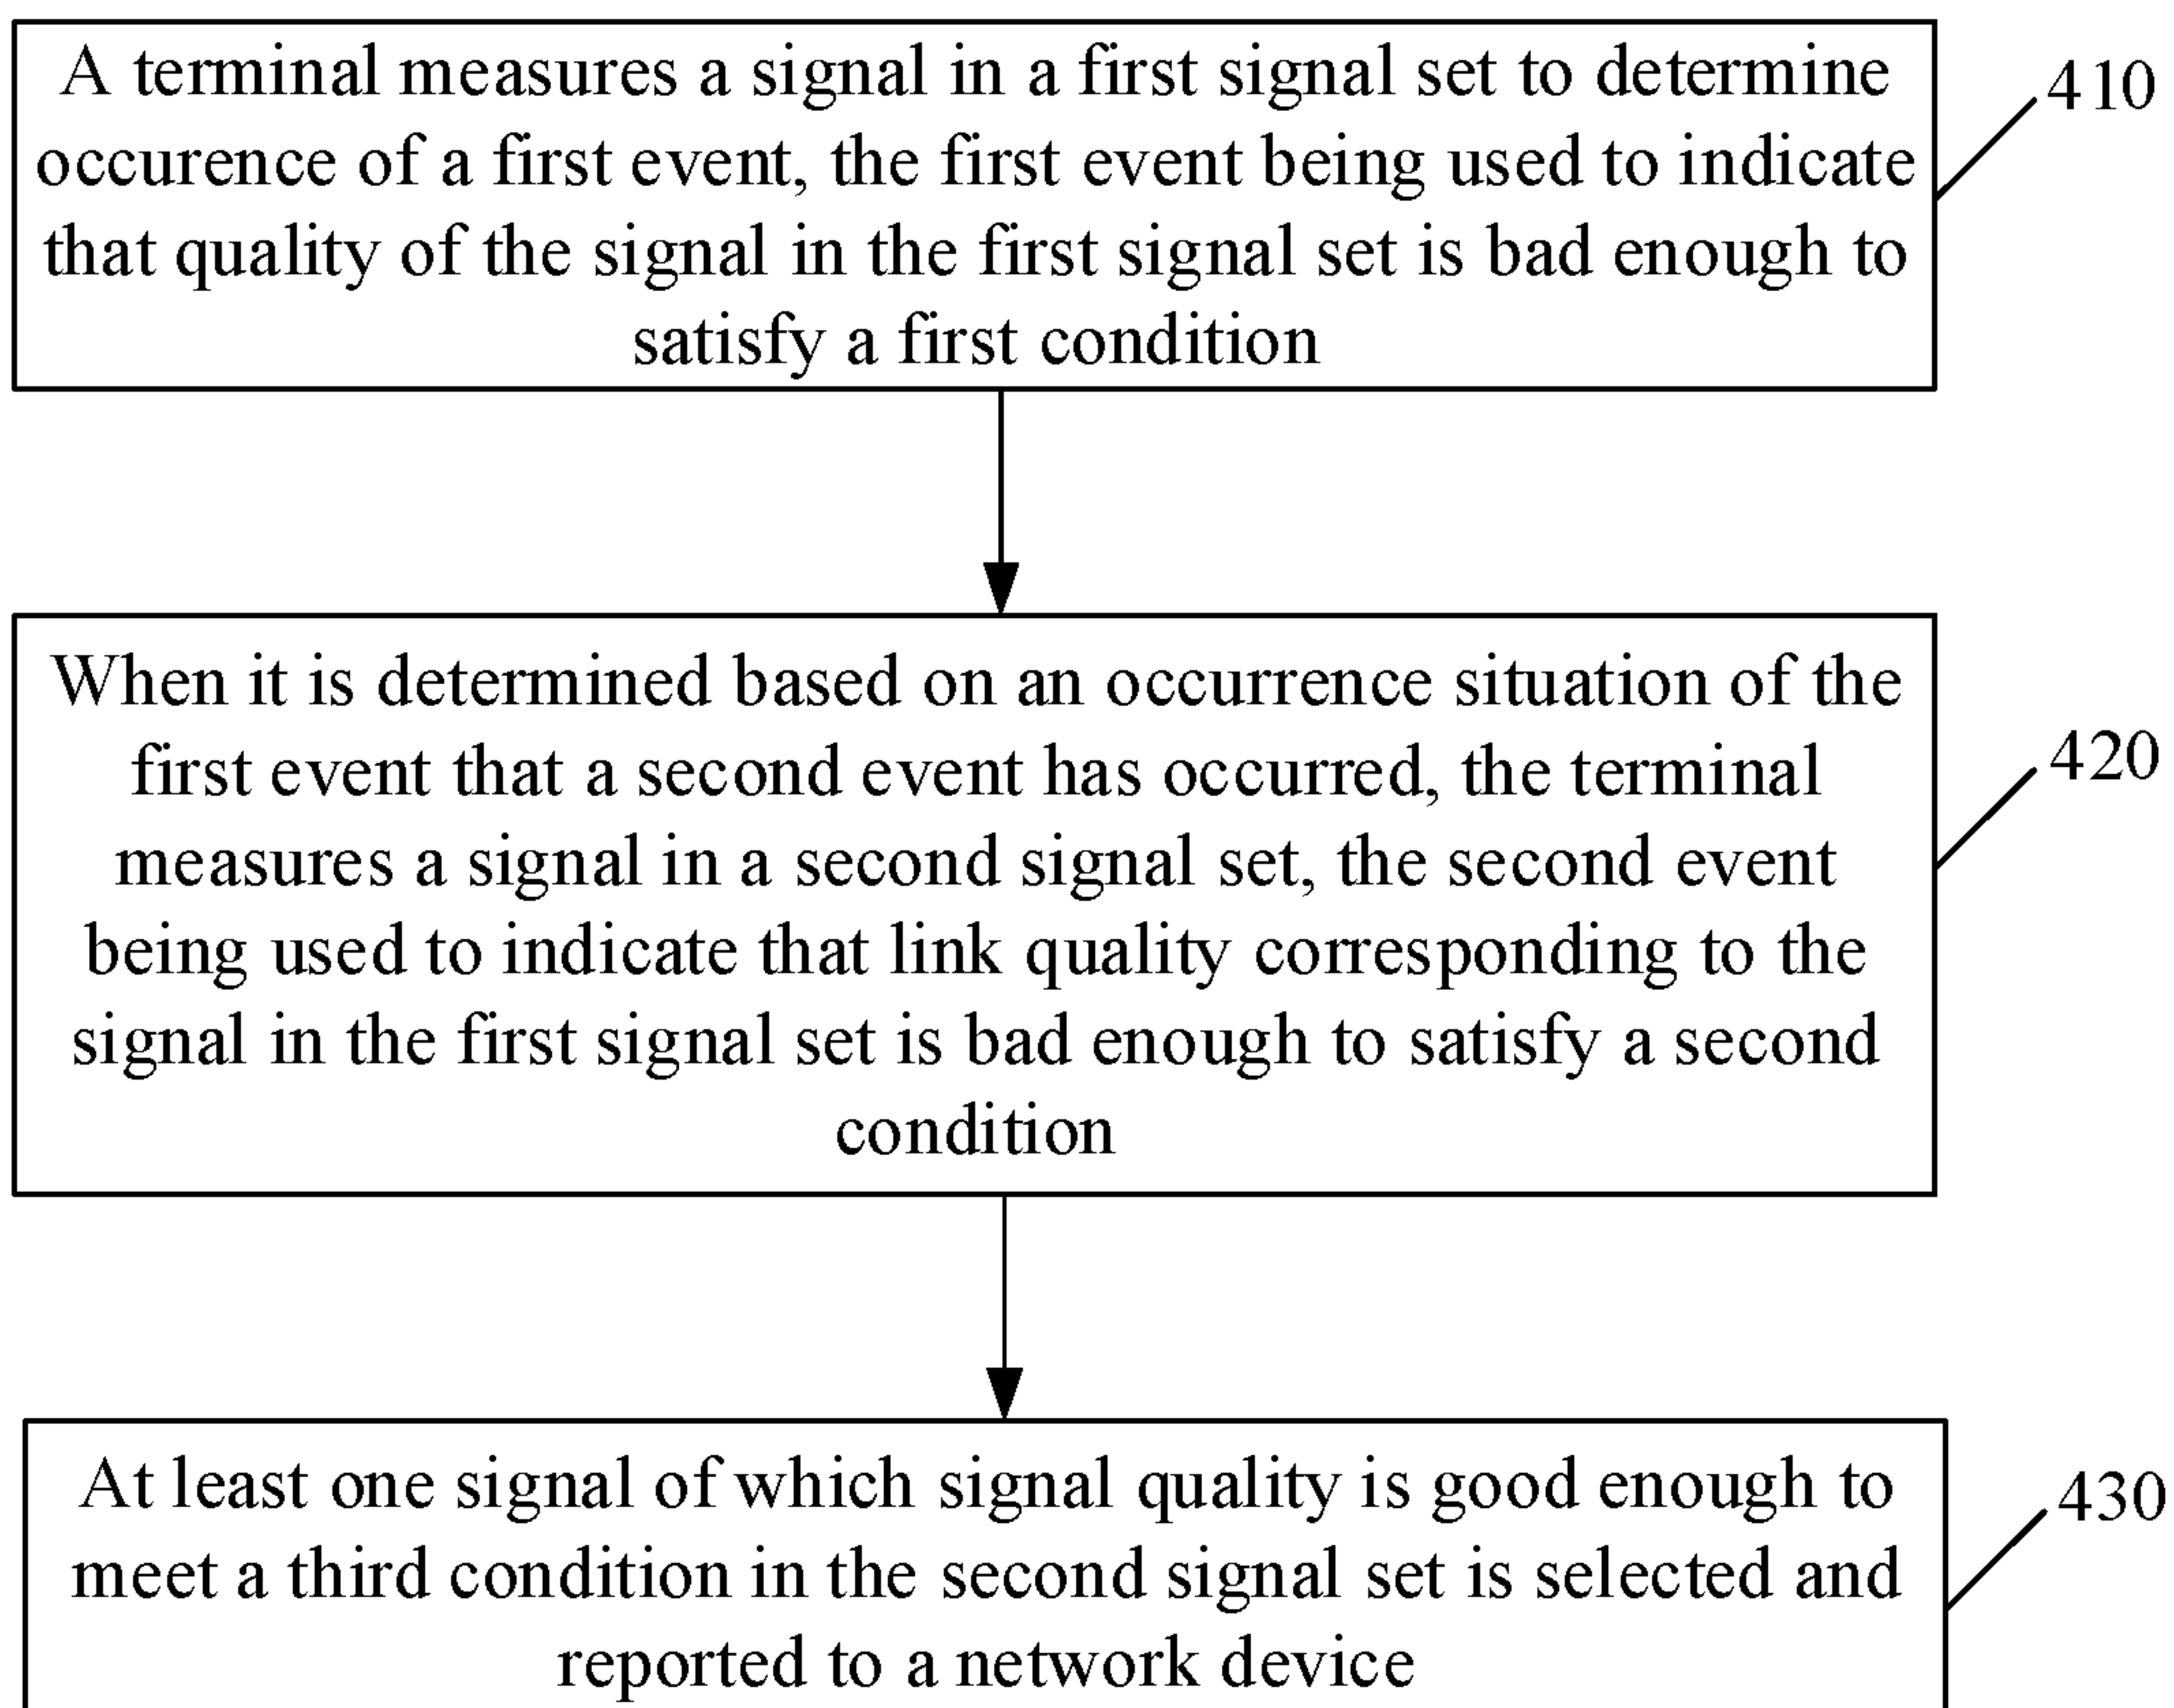 A terminal measures a signal in a first signal set to determine
occurence of a first event, the first event being used to indicate
that quality of the signal in the first signal set is bad enough to
satisfy a first condition
410
When it is determined based on an occurrence situation of the
first event that a second event has occurred, the terminal
measures a signal in a second signal set, the second event
being used to indicate that link quality corresponding to the
signal in the first signal set is bad enough to satisfy a second
condition
420
At least one signal of which signal quality is good enough to
meet a third condition in the second signal set is selected and
reported to a network device
430